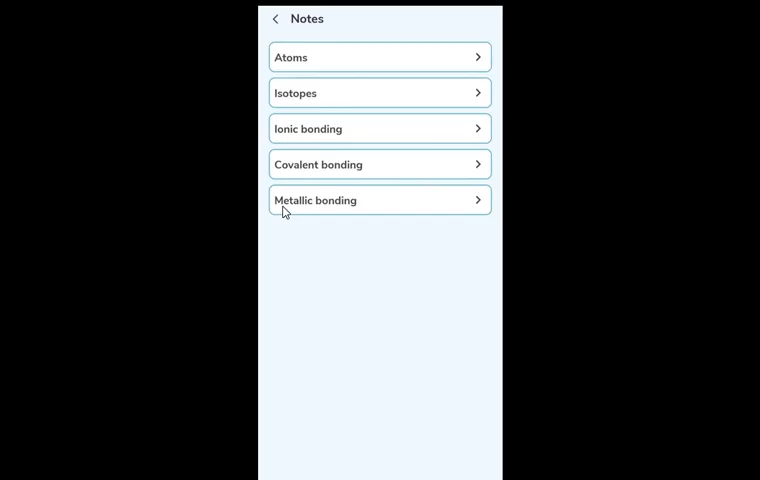 Notes
Atoms
Isotopes
Ionic bonding
Covalent bonding
Metallic bonding